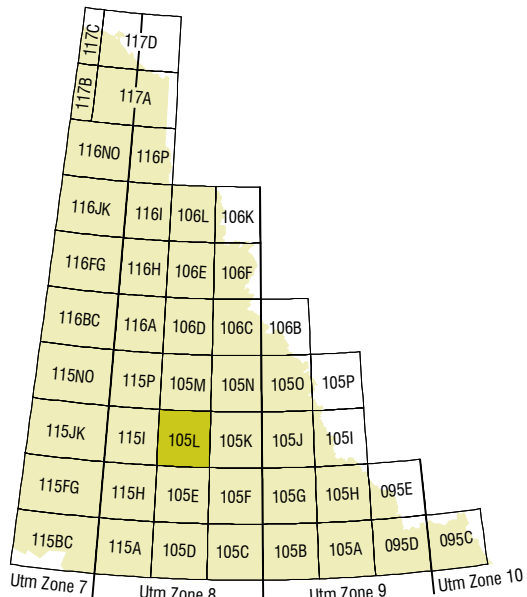 117C 117D
117B 117A
116NO 116P
116JK 116I 106L 106K
116FG 116H 106E 106F
116BC 116A 106D 106C 106B
115NO 115P 105M 105N 105O 105P
115JK 115I 105L 105K 105J 105I
115FG 115H 105E 105F 105G 105H 095E
115BC 115A 105D 105C 105B 105A 095D 095C
Utm Zone 7 Utm Zone 8 Utm Zone 9 Utm Zone 10